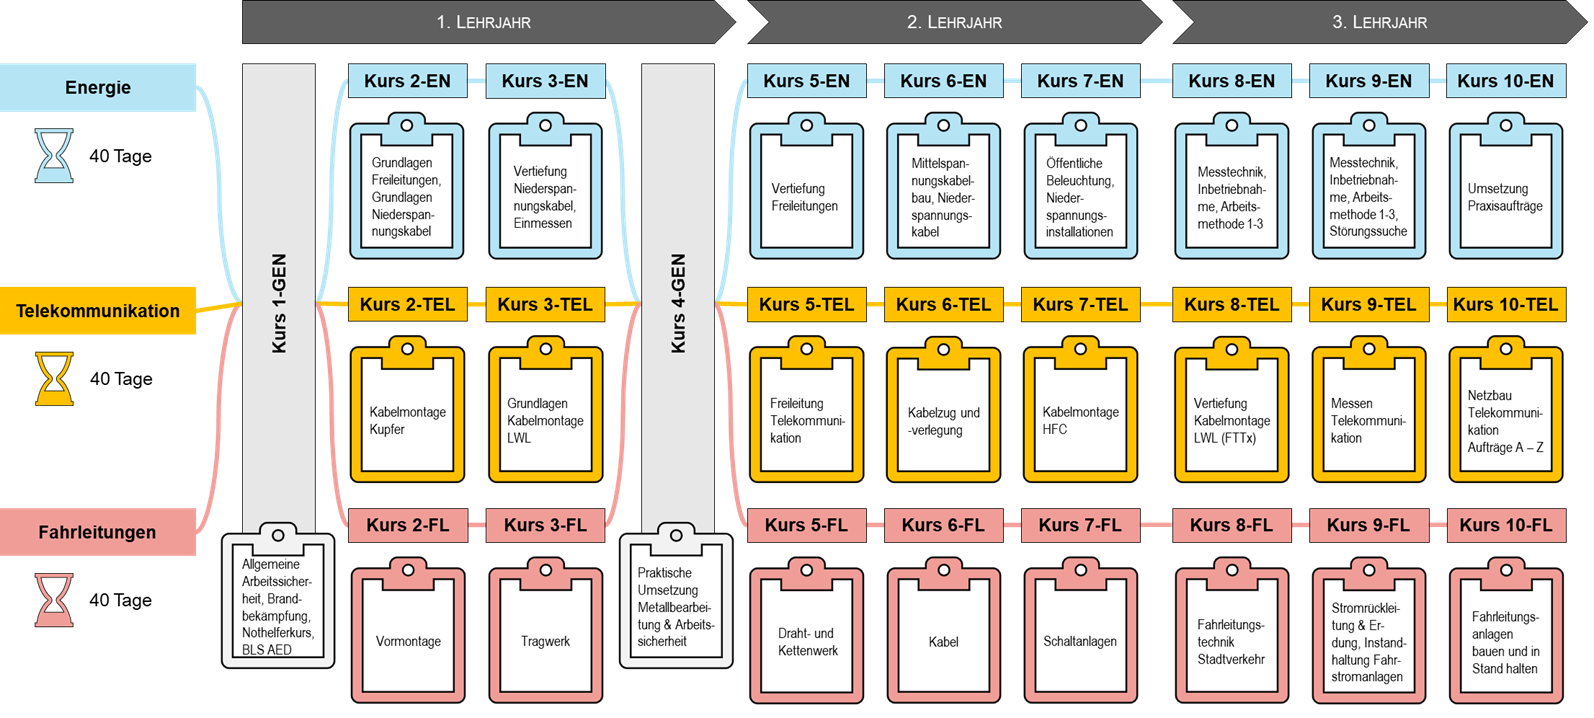 1. LEHRJAHR
2. LEHRJAHR
3. LEHRJAHR
Energie
40 Tage
Telekommunikation
40 Tage
Fahrleitungen
40 Tage
Kurs 1-GEN
Allgemeine
Arbeitssicher-
heit, Brand-
bekämpfung,
Nothelferkurs,
BLS AED
Kurs 2-EN
Grundlagen
Freileitungen,
Grundlagen
Niederspan-
nungskabel
Kurs 3-EN
Vertiefung
Niederspan-
nungskabel,
Einmessen
Kurs 2-TEL
Kabelmontage
Kupfer
Kurs 3-TEL
Grundlagen
Kabelmontage
LWL
Kurs 2-FL
Vormontage
Kurs 3-FL
Tragwerk
Kurs 4-GEN
Praktische
Umsetzung
Metallbearbei-
tung & Arbeits-
sicherheit
Kurs 5-EN
Vertiefung
Freileitungen
Kurs 6-EN
Mittelspan-
nungskabel-
bau, Nieder-
spannungs-
kabel
Kurs 7-EN
Öffentliche
Beleuchtung,
Nieder-
spannungs-
installationen
Kurs 8-EN
Messtechnik,
Inbetriebnah-
me, Arbeits-
methode 1-3
Kurs 9-EN
Messtechnik,
Inbetriebnah-
me, Arbeits-
methode 1-3,
Störungssuche
Kurs 10-EN
Umsetzung
Praxisaufträge
Kurs 5-TEL
Freileitung
Telekommuni-
kation
Kurs 6-TEL
Kabelzug und
-verlegung
Kurs 7-TEL
Kabelmontage
HFC
Kurs 8-TEL
Vertiefung
Kabelmontage
LWL (FTTx)
Kurs 9-TEL
Messen
Telekommuni-
kation
Kurs 10-TEL
Netzbau
Telekommuni-
kation
Aufträge A – Z
Kurs 5-FL
Draht- und
Kettenwerk
Kurs 6-FL
Kabel
Kurs 7-FL
Schaltanlagen
Kurs 8-FL
Fahrleitungs-
technik
Stadtverkehr
Kurs 9-FL
Stromrücklei-
tung & Er-
dung, Instand-
haltung Fahr-
stromanlagen
Kurs 10-FL
Fahrleitungs-
anlagen
bauen und in
Stand halten